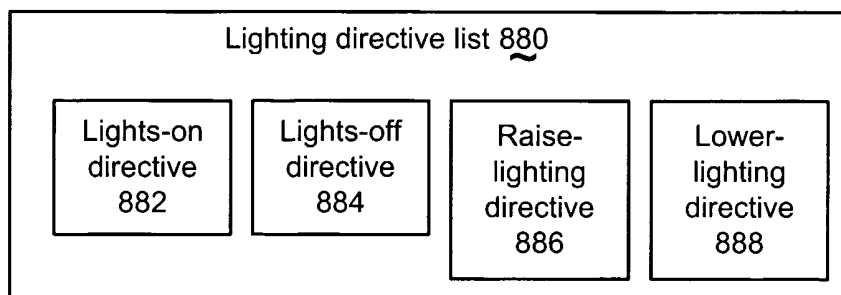 Lighting directive list 880
Lights-on
directive
882
Lights-off
directive
884
Raise-
lighting
directive
886
Lower-
lighting
directive
888